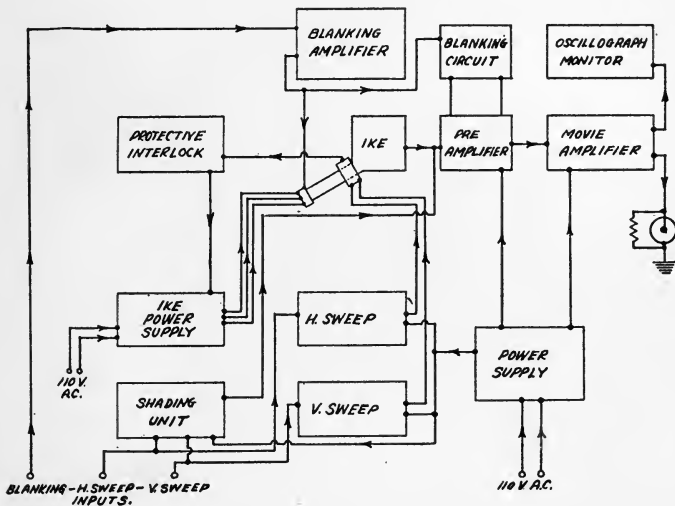 BLANKING
AMPLIFIER
BLANKING
CIRCUIT
OSCILLOGRAPH
MONITOR
PROTECTIVE
INTERLOCK
IKE
PRE
AMPLIFIER
MOVIE
AMPLIFIER
IKE
POWER
SUPPLY
H. SWEEP
POWER
SUPPLY
110 V.
A.C.
SHADING
UNIT
V. SWEEP
BLANKING - H. SWEEP - V. SWEEP
INPUTS.
110 V. A.C.